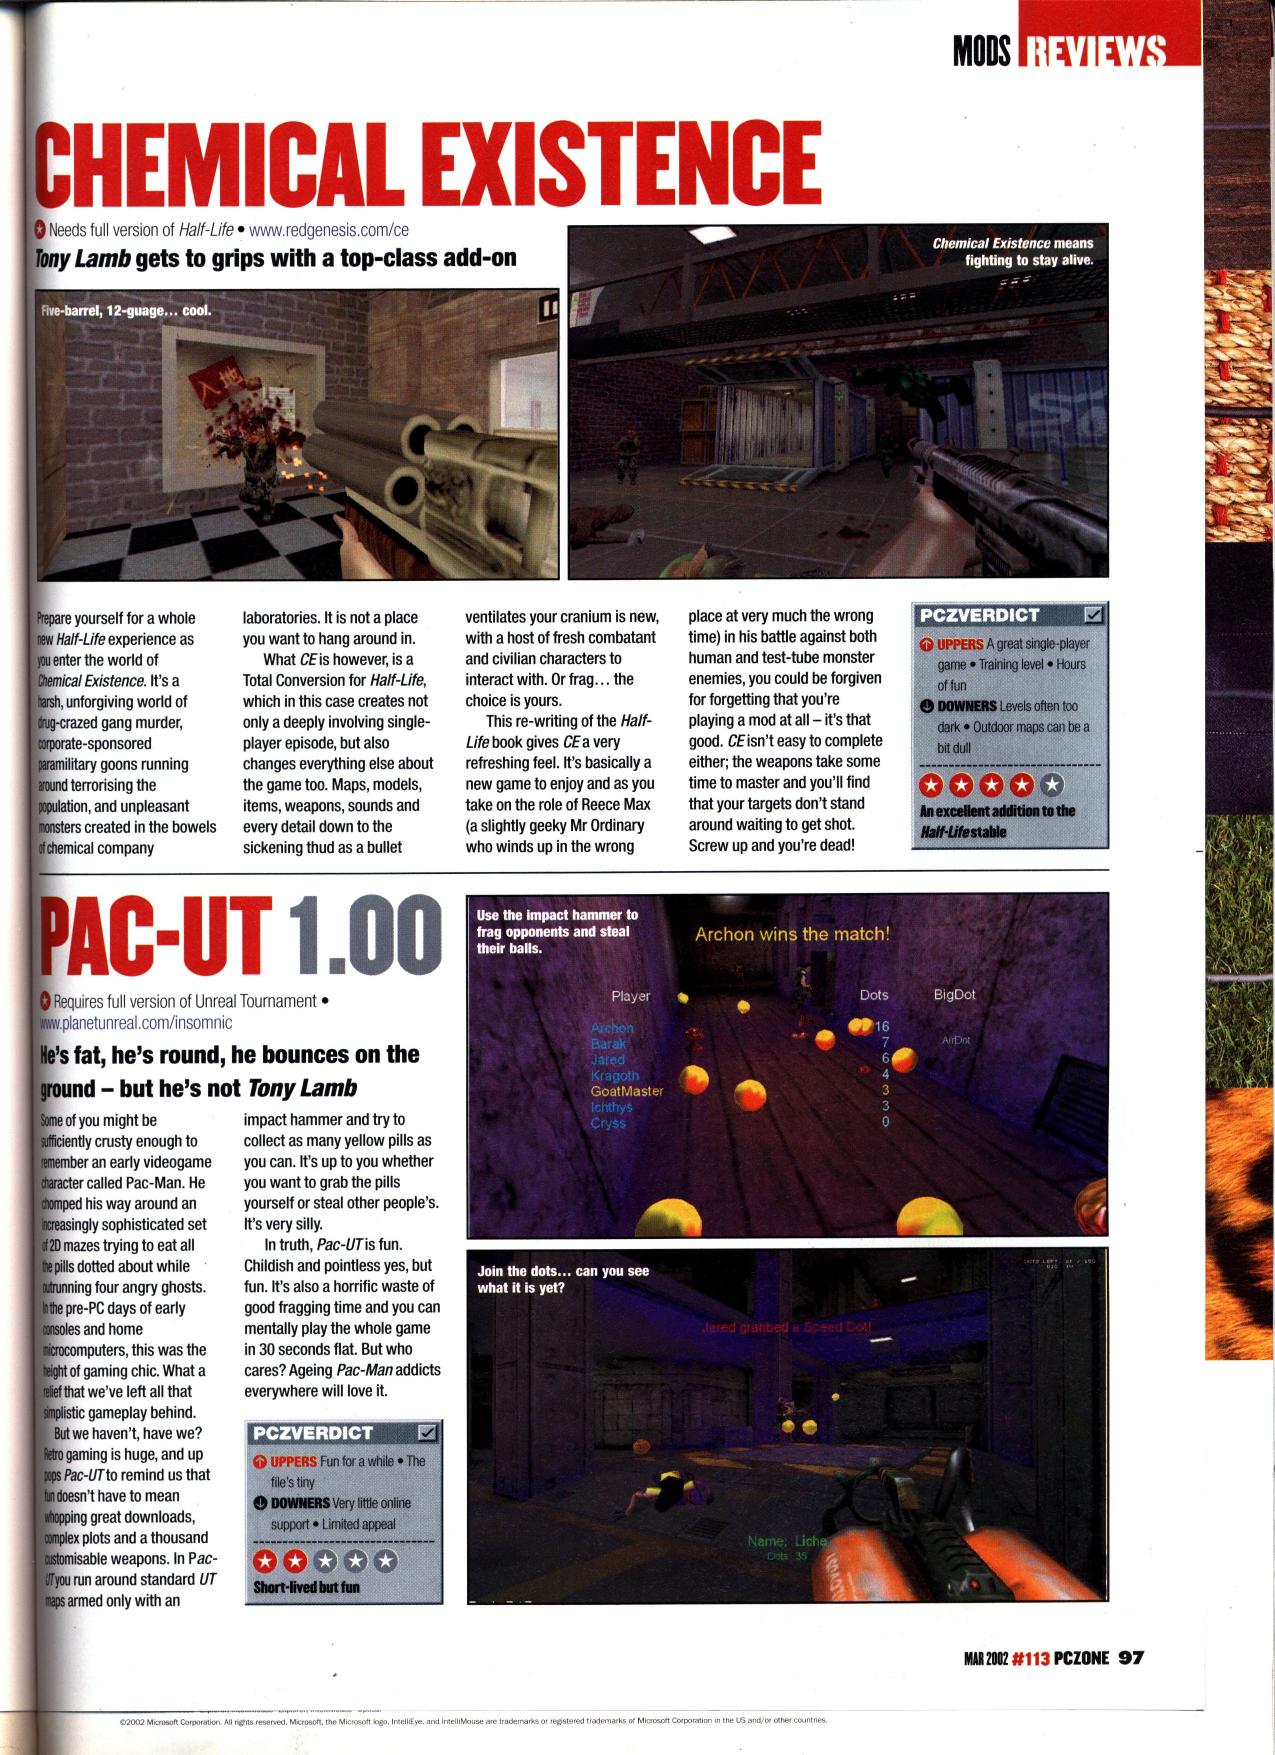 MODS REVIEWS
CHEMICAL EXISTENCE
Needs full version of Half-Life • www.redgenesis.com/ce
Tony Lamb gets to grips with a top-class add-on
Five-barrel, 12-guage... cool.
入地
Chemical Existence means
fighting to stay alive.
Prepare yourself for a whole
new Half-Life experience as
you enter the world of
Chemical Existence. It's a
harsh, unforgiving world of
drug-crazed gang murder,
corporate-sponsored
paramilitary goons running
around terrorising the
population, and unpleasant
monsters created in the bowels
of chemical company
laboratories. It is not a place
you want to hang around in.
What CE is however, is a
Total Conversion for Half-Life,
which in this case creates not
only a deeply involving single-
player episode, but also
changes everything else about
the game too. Maps, models,
items, weapons, sounds and
every detail down to the
sickening thud as a bullet
ventilates your cranium is new,
with a host of fresh combatant
and civilian characters to
interact with. Or frag... the
choice is yours.
This re-writing of the Half-
Life book gives CE a very
refreshing feel. It's basically a
new game to enjoy and as you
take on the role of Reece Max
(a slightly geeky Mr Ordinary
who winds up in the wrong
place at very much the wrong
time) in his battle against both
human and test-tube monster
enemies, you could be forgiven
for forgetting that you're
playing a mod at all – it's that
good. CE isn't easy to complete
either; the weapons take some
time to master and you'll find
that your targets don't stand
around waiting to get shot.
Screw up and you're dead!
PCZVERDICT
UPPERS A great single-player
game • Training level • Hours
of fun
DOWNERS Levels often too
dark • Outdoor maps can be a
bit dull
An excellent addition to the
Half-Life stable
PAC-UT 1.00
Requires full version of Unreal Tournament •
www.planetunreal.com/insomnic
He's fat, he's round, he bounces on the
ground – but he's not Tony Lamb
Some of you might be
sufficiently crusty enough to
remember an early videogame
character called Pac-Man. He
chomped his way around an
increasingly sophisticated set
of 2D mazes trying to eat all
the pills dotted about while
outrunning four angry ghosts.
In the pre-PC days of early
consoles and home
microcomputers, this was the
height of gaming chic. What a
relief that we've left all that
simplistic gameplay behind.
But we haven't, have we?
Retro gaming is huge, and up
pops Pac-UT to remind us that
fun doesn't have to mean
whopping great downloads,
complex plots and a thousand
customisable weapons. In Pac-
UT you run around standard UT
maps armed only with an
impact hammer and try to
collect as many yellow pills as
you can. It's up to you whether
you want to grab the pills
yourself or steal other people's.
It's very silly.
In truth, Pac-UT is fun.
Childish and pointless yes, but
fun. It's also a horrific waste of
good fragging time and you can
mentally play the whole game
in 30 seconds flat. But who
cares? Ageing Pac-Man addicts
everywhere will love it.
PCZVERDICT
UPPERS Fun for a while • The
file's tiny
DOWNERS Very little online
support • Limited appeal
Short-lived but fun
Use the impact hammer to
frag opponents and steal
their balls.
Archon wins the match!
Player Dots BigDot
Archon 16
Barak 7 AirDot
Jared 6
Kragoth 4
GoatMaster 3
Ichthys 3
Cryss 0
Join the dots... can you see
what it is yet?
Jared grabbed a Speed Dot!
Name: Liche
Dots 35
MAR 2002 #113 PCZONE 97
©2002 Microsoft Corporation. All rights reserved. Microsoft, the Microsoft logo, IntelliEye, and IntelliMouse are trademarks or registered trademarks of Microsoft Corporation in the US and/or other countries.